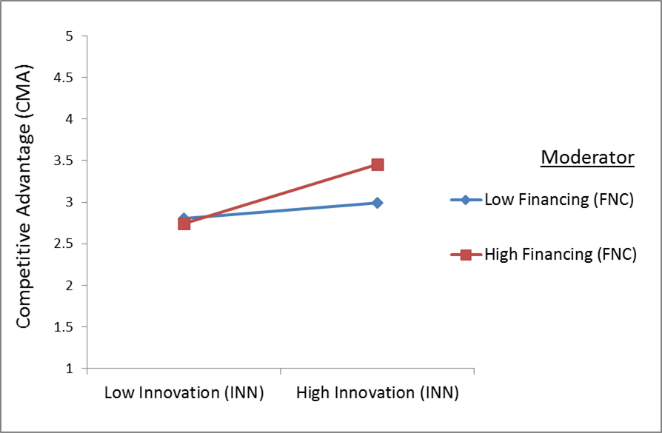 Competitive Advantage (CMA)
5
4.5
4
3.5
3
2.5
2
1.5
1
Low Innovation (INN)
High Innovation (INN)
Moderator
Low Financing (FNC)
High Financing (FNC)